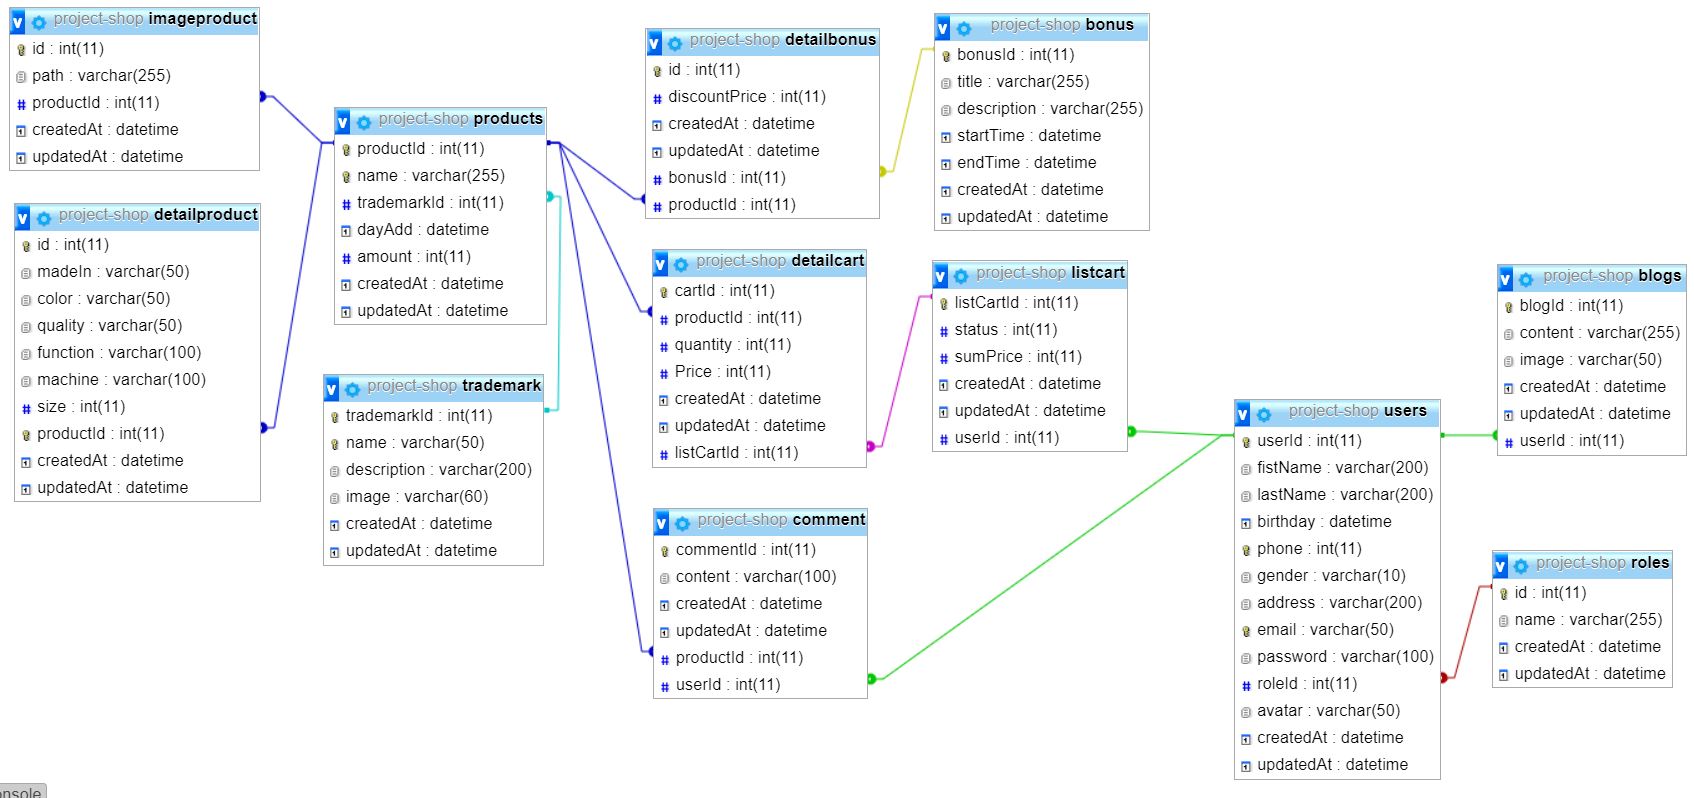 project-shop imageproduct
id : int(11)
path : varchar(255)
productId : int(11)
createdAt : datetime
updatedAt : datetime
project-shop detailproduct
id : int(11)
madeIn : varchar(50)
color : varchar(50)
quality : varchar(50)
function : varchar(100)
machine : varchar(100)
size : int(11)
productId : int(11)
createdAt : datetime
updatedAt : datetime
project-shop products
productId : int(11)
name : varchar(255)
trademarkId : int(11)
dayAdd : datetime
amount : int(11)
createdAt : datetime
updatedAt : datetime
project-shop trademark
trademarkId : int(11)
name : varchar(50)
description : varchar(200)
image : varchar(60)
createdAt : datetime
updatedAt : datetime
project-shop detailbonus
id : int(11)
discountPrice : int(11)
createdAt : datetime
updatedAt : datetime
bonusId : int(11)
productId : int(11)
project-shop detailcart
cartId : int(11)
productId : int(11)
quantity : int(11)
Price : int(11)
createdAt : datetime
updatedAt : datetime
listCartId : int(11)
project-shop comment
commentId : int(11)
content : varchar(100)
createdAt : datetime
updatedAt : datetime
productId : int(11)
userId : int(11)
project-shop bonus
bonusId : int(11)
title : varchar(255)
description : varchar(255)
startTime : datetime
endTime : datetime
createdAt : datetime
updatedAt : datetime
project-shop listcart
listCartId : int(11)
status : int(11)
sumPrice : int(11)
createdAt : datetime
updatedAt : datetime
userId : int(11)
project-shop users
userId : int(11)
fistName : varchar(200)
lastName : varchar(200)
birthday : datetime
phone : int(11)
gender : varchar(10)
address : varchar(200)
email : varchar(50)
password : varchar(100)
roleId : int(11)
avatar : varchar(50)
createdAt : datetime
updatedAt : datetime
project-shop blogs
blogId : int(11)
content : varchar(255)
image : varchar(50)
createdAt : datetime
updatedAt : datetime
userId : int(11)
project-shop roles
id : int(11)
name : varchar(255)
createdAt : datetime
updatedAt : datetime
onsole